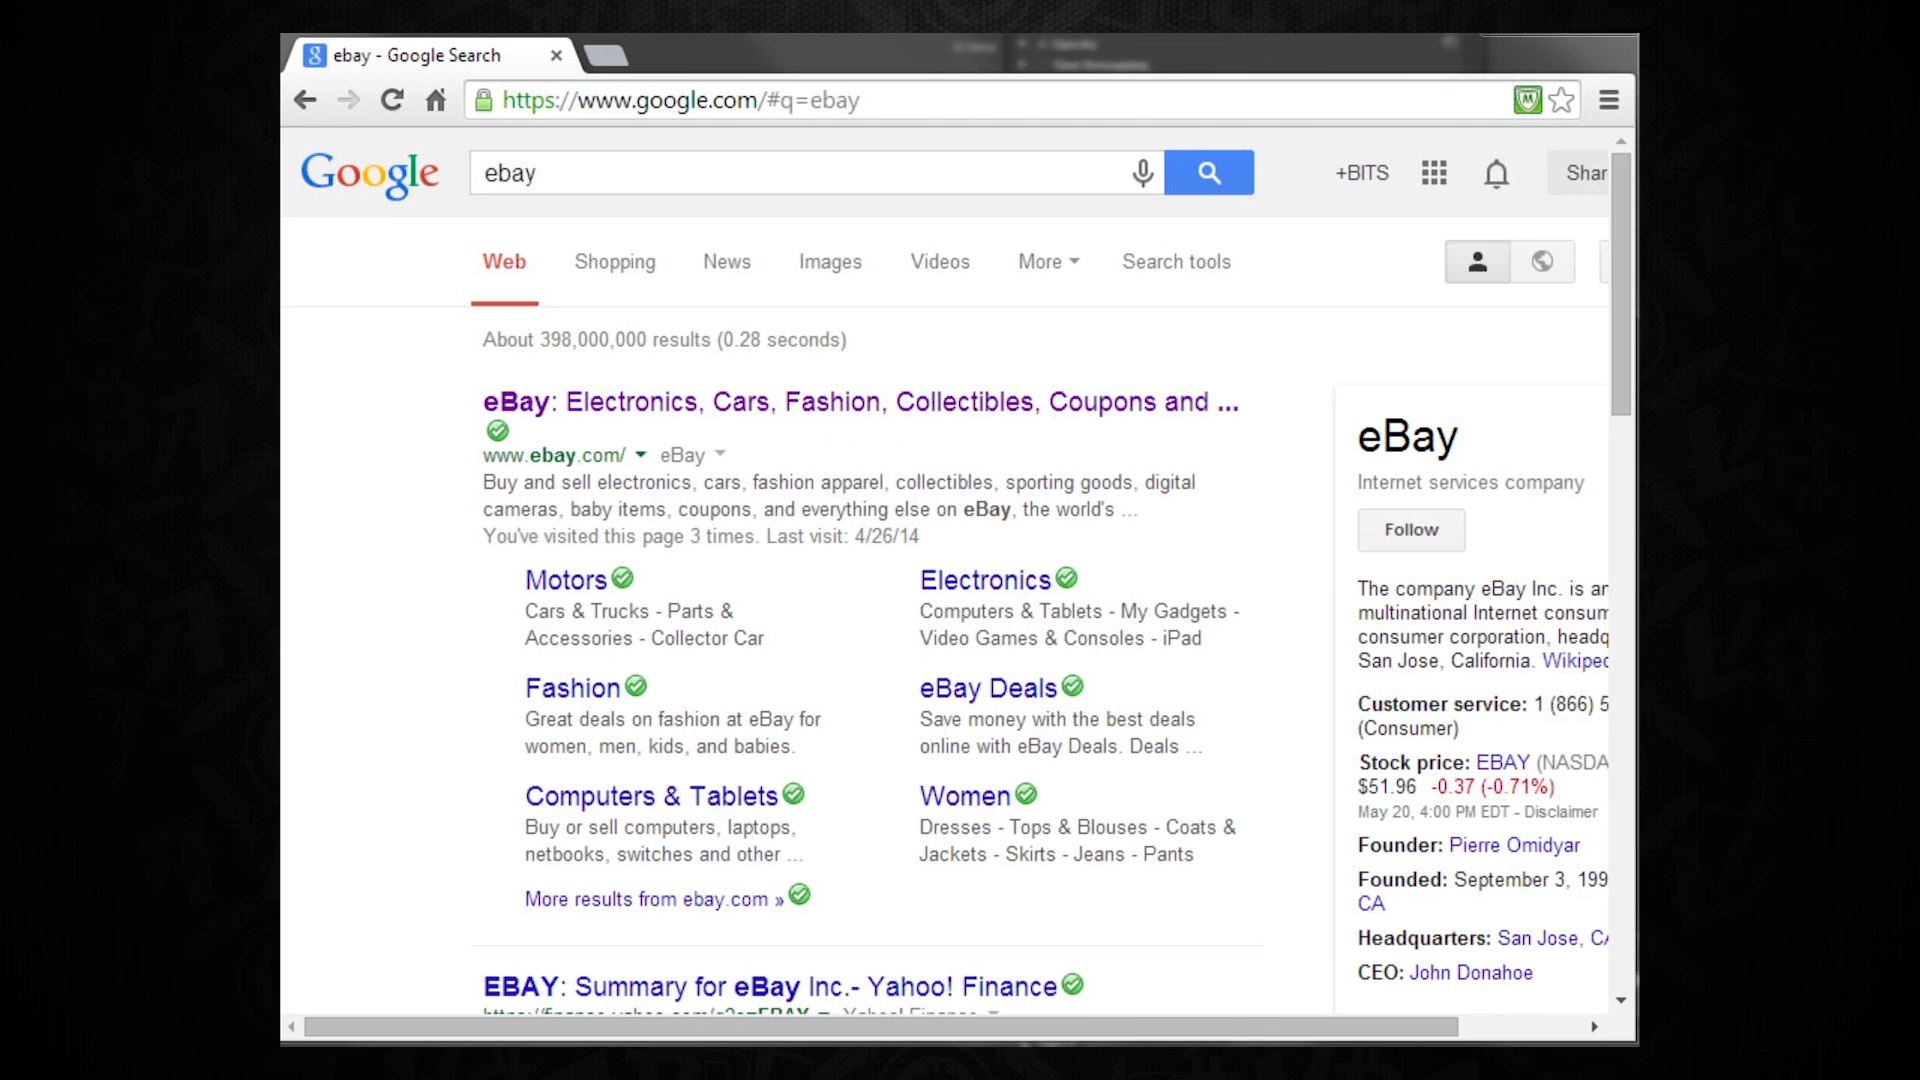 ebay - Google Search
https://www.google.com/#q=ebay
Google
ebay
+BITS
Shar
Web
Shopping
News
Images
Videos
More
Search tools
About 398,000,000 results (0.28 seconds)
eBay: Electronics, Cars, Fashion, Collectibles, Coupons and ...
www.ebay.com/ eBay
Buy and sell electronics, cars, fashion apparel, collectibles, sporting goods, digital
cameras, baby items, coupons, and everything else on eBay, the world's ...
You've visited this page 3 times. Last visit: 4/26/14
Motors
Cars & Trucks - Parts &
Accessories - Collector Car
Electronics
Computers & Tablets - My Gadgets -
Video Games & Consoles - iPad
Fashion
Great deals on fashion at eBay for
women, men, kids, and babies.
eBay Deals
Save money with the best deals
online with eBay Deals. Deals ...
Computers & Tablets
Buy or sell computers, laptops,
netbooks, switches and other ...
Women
Dresses - Tops & Blouses - Coats &
Jackets - Skirts - Jeans - Pants
More results from ebay.com »
EBAY: Summary for eBay Inc.- Yahoo! Finance
eBay
Internet services company
Follow
The company eBay Inc. is an
multinational Internet consum
consumer corporation, headq
San Jose, California. Wikiped
Customer service: 1 (866) 5
(Consumer)
Stock price: EBAY (NASDA
$51.96 -0.37 (-0.71%)
May 20, 4:00 PM EDT - Disclaimer
Founder: Pierre Omidyar
Founded: September 3, 199
CA
Headquarters: San Jose, CA
CEO: John Donahoe